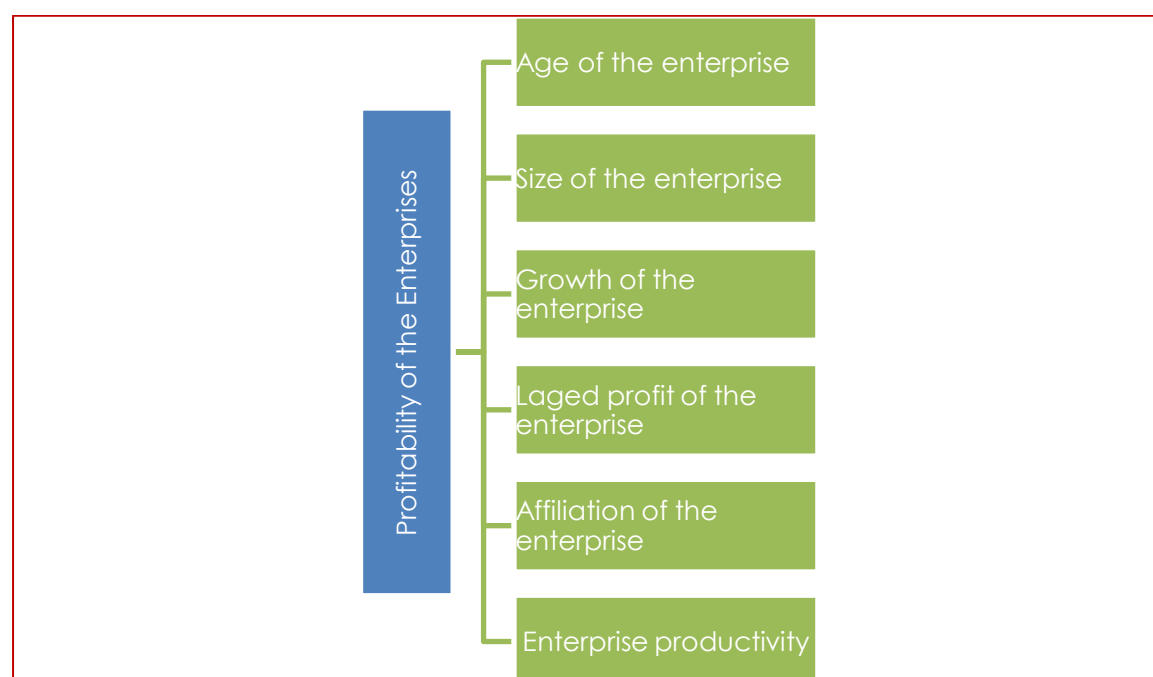 Profitability of the Enterprises
Age of the enterprise
Size of the enterprise
Growth of the
enterprise
Laged profit of the
enterprise
Affiliation of the
enterprise
Enterprise productivity